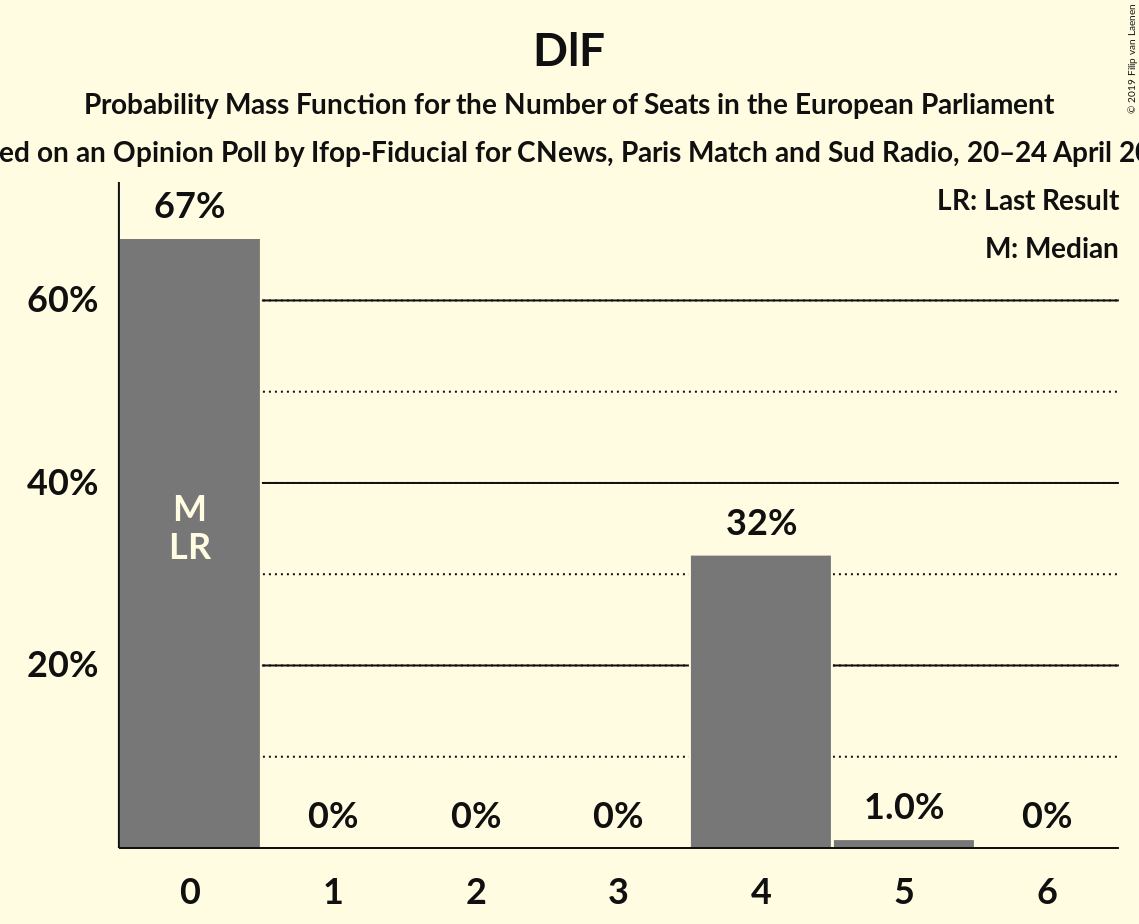 DlF
Probability Mass Function for the Number of Seats in the European Parliament
ed on an Opinion Poll by Ifop-Fiducial for CNews, Paris Match and Sud Radio, 20–24 April 20
© 2019 Filip van Laenen
LR: Last Result
M: Median
67%
60%
40%
20%
M
LR
0%
0%
0%
32%
1.0%
0%
0
1
2
3
4
5
6